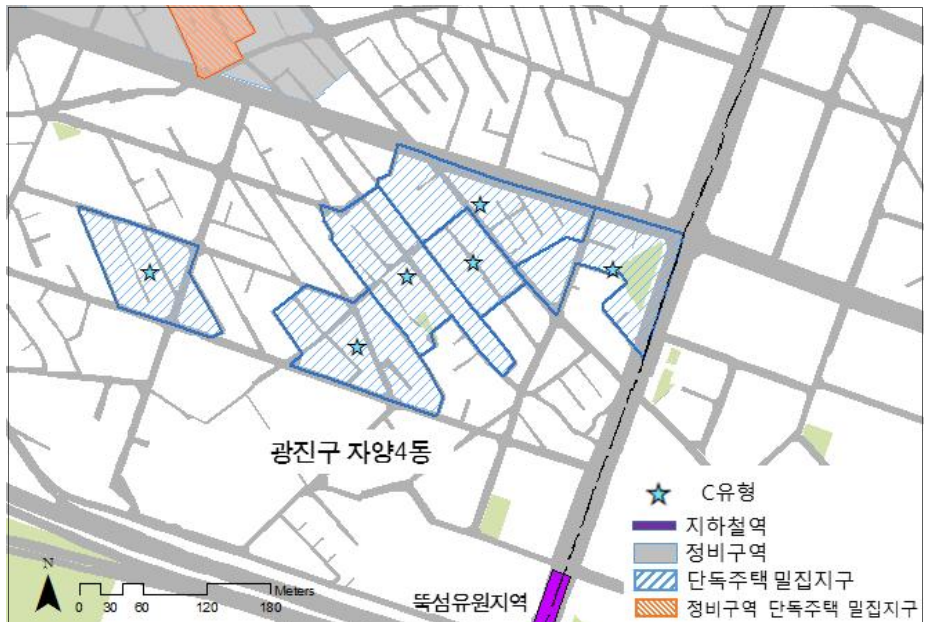 광진구 자양4동
C유형
지하철역
정비구역
단독주택 밀집지구
정비구역 단독주택 밀집지구
뚝섬유원지역
N
Meters
0 30 60 120 180